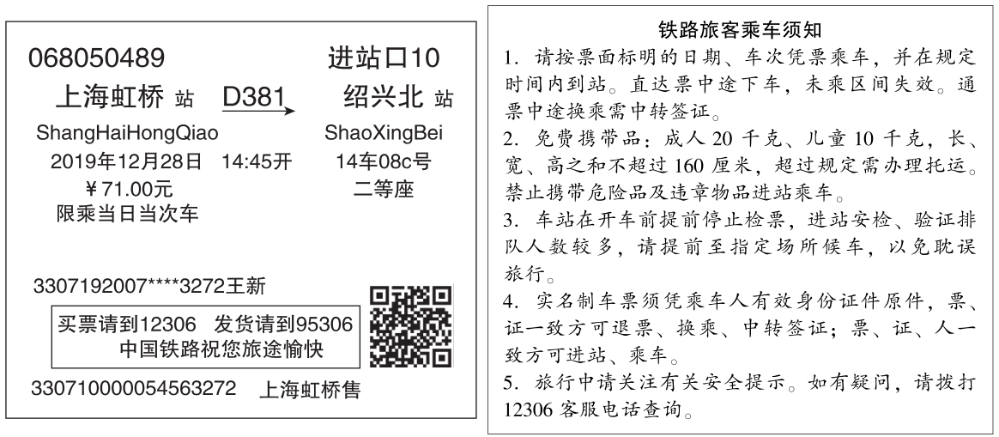 068050489 进站口10
上海虹桥 站 D381 绍兴北 站
ShangHaiHongQiao ShaoXingBei
2019年12月28日 14:45开 14车08c号
￥71.00元 二等座
限乘当日当次车
3307192007****3272王新
买票请到12306 发货请到95306
中国铁路祝您旅途愉快
330710000054563272 上海虹桥售
铁路旅客乘车须知
1. 请按票面标明的日期、车次凭票乘车，并在规定
时间内到站。直达票中途下车，未乘区间失效。通
票中途换乘需中转签证。
2. 免费携带品：成人 20 千克、儿童 10 千克，长、
宽、高之和不超过 160 厘米，超过规定需办理托运。
禁止携带危险品及违章物品进站乘车。
3. 车站在开车前提前停止检票，进站安检、验证排
队人数较多，请提前至指定场所候车，以免耽误
旅行。
4. 实名制车票须凭乘车人有效身份证件原件，票、
证一致方可退票、换乘、中转签证；票、证、人一
致方可进站、乘车。
5. 旅行中请关注有关安全提示。如有疑问，请拨打
12306 客服电话查询。